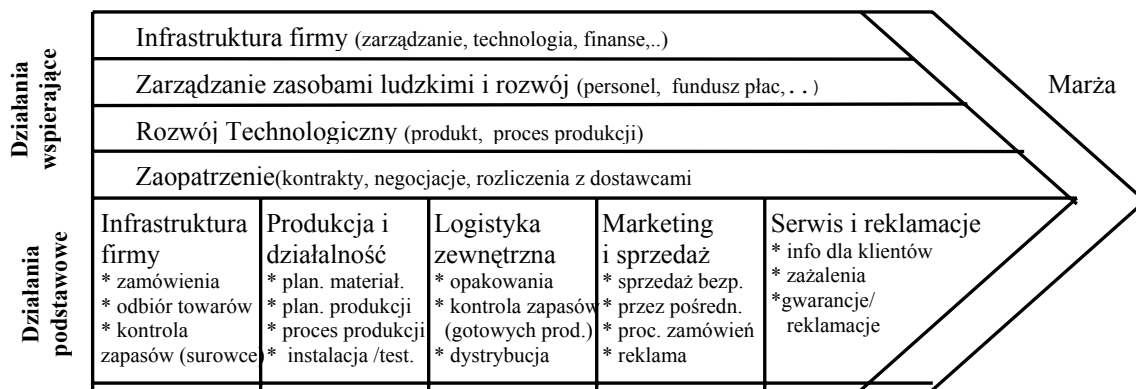 Działania
wspierające
Infrastruktura firmy (zarządzanie, technologia, finanse,..)
Zarządzanie zasobami ludzkimi i rozwój (personel, fundusz płac,. . )
Rozwój Technologiczny (produkt, proces produkcji)
Zaopatrzenie(kontrakty, negocjacje, rozliczenia z dostawcami
Marża
Działania
podstawowe
Infrastruktura
firmy
* zamówienia
* odbiór towarów
* kontrola
zapasów (surowce)
Produkcja i
działalność
* plan. materiał.
* plan. produkcji
* proces produkcji
* instalacja /test.
Logistyka
zewnętrzna
* opakowania
* kontrola zapasów
(gotowych prod.)
* dystrybucja
Marketing
i sprzedaż
* sprzedaż bezp.
* przez pośredn.
* proc. zamówień
* reklama
Serwis i reklamacje
* info dla klientów
* zażalenia
*gwarancje/
reklamacje